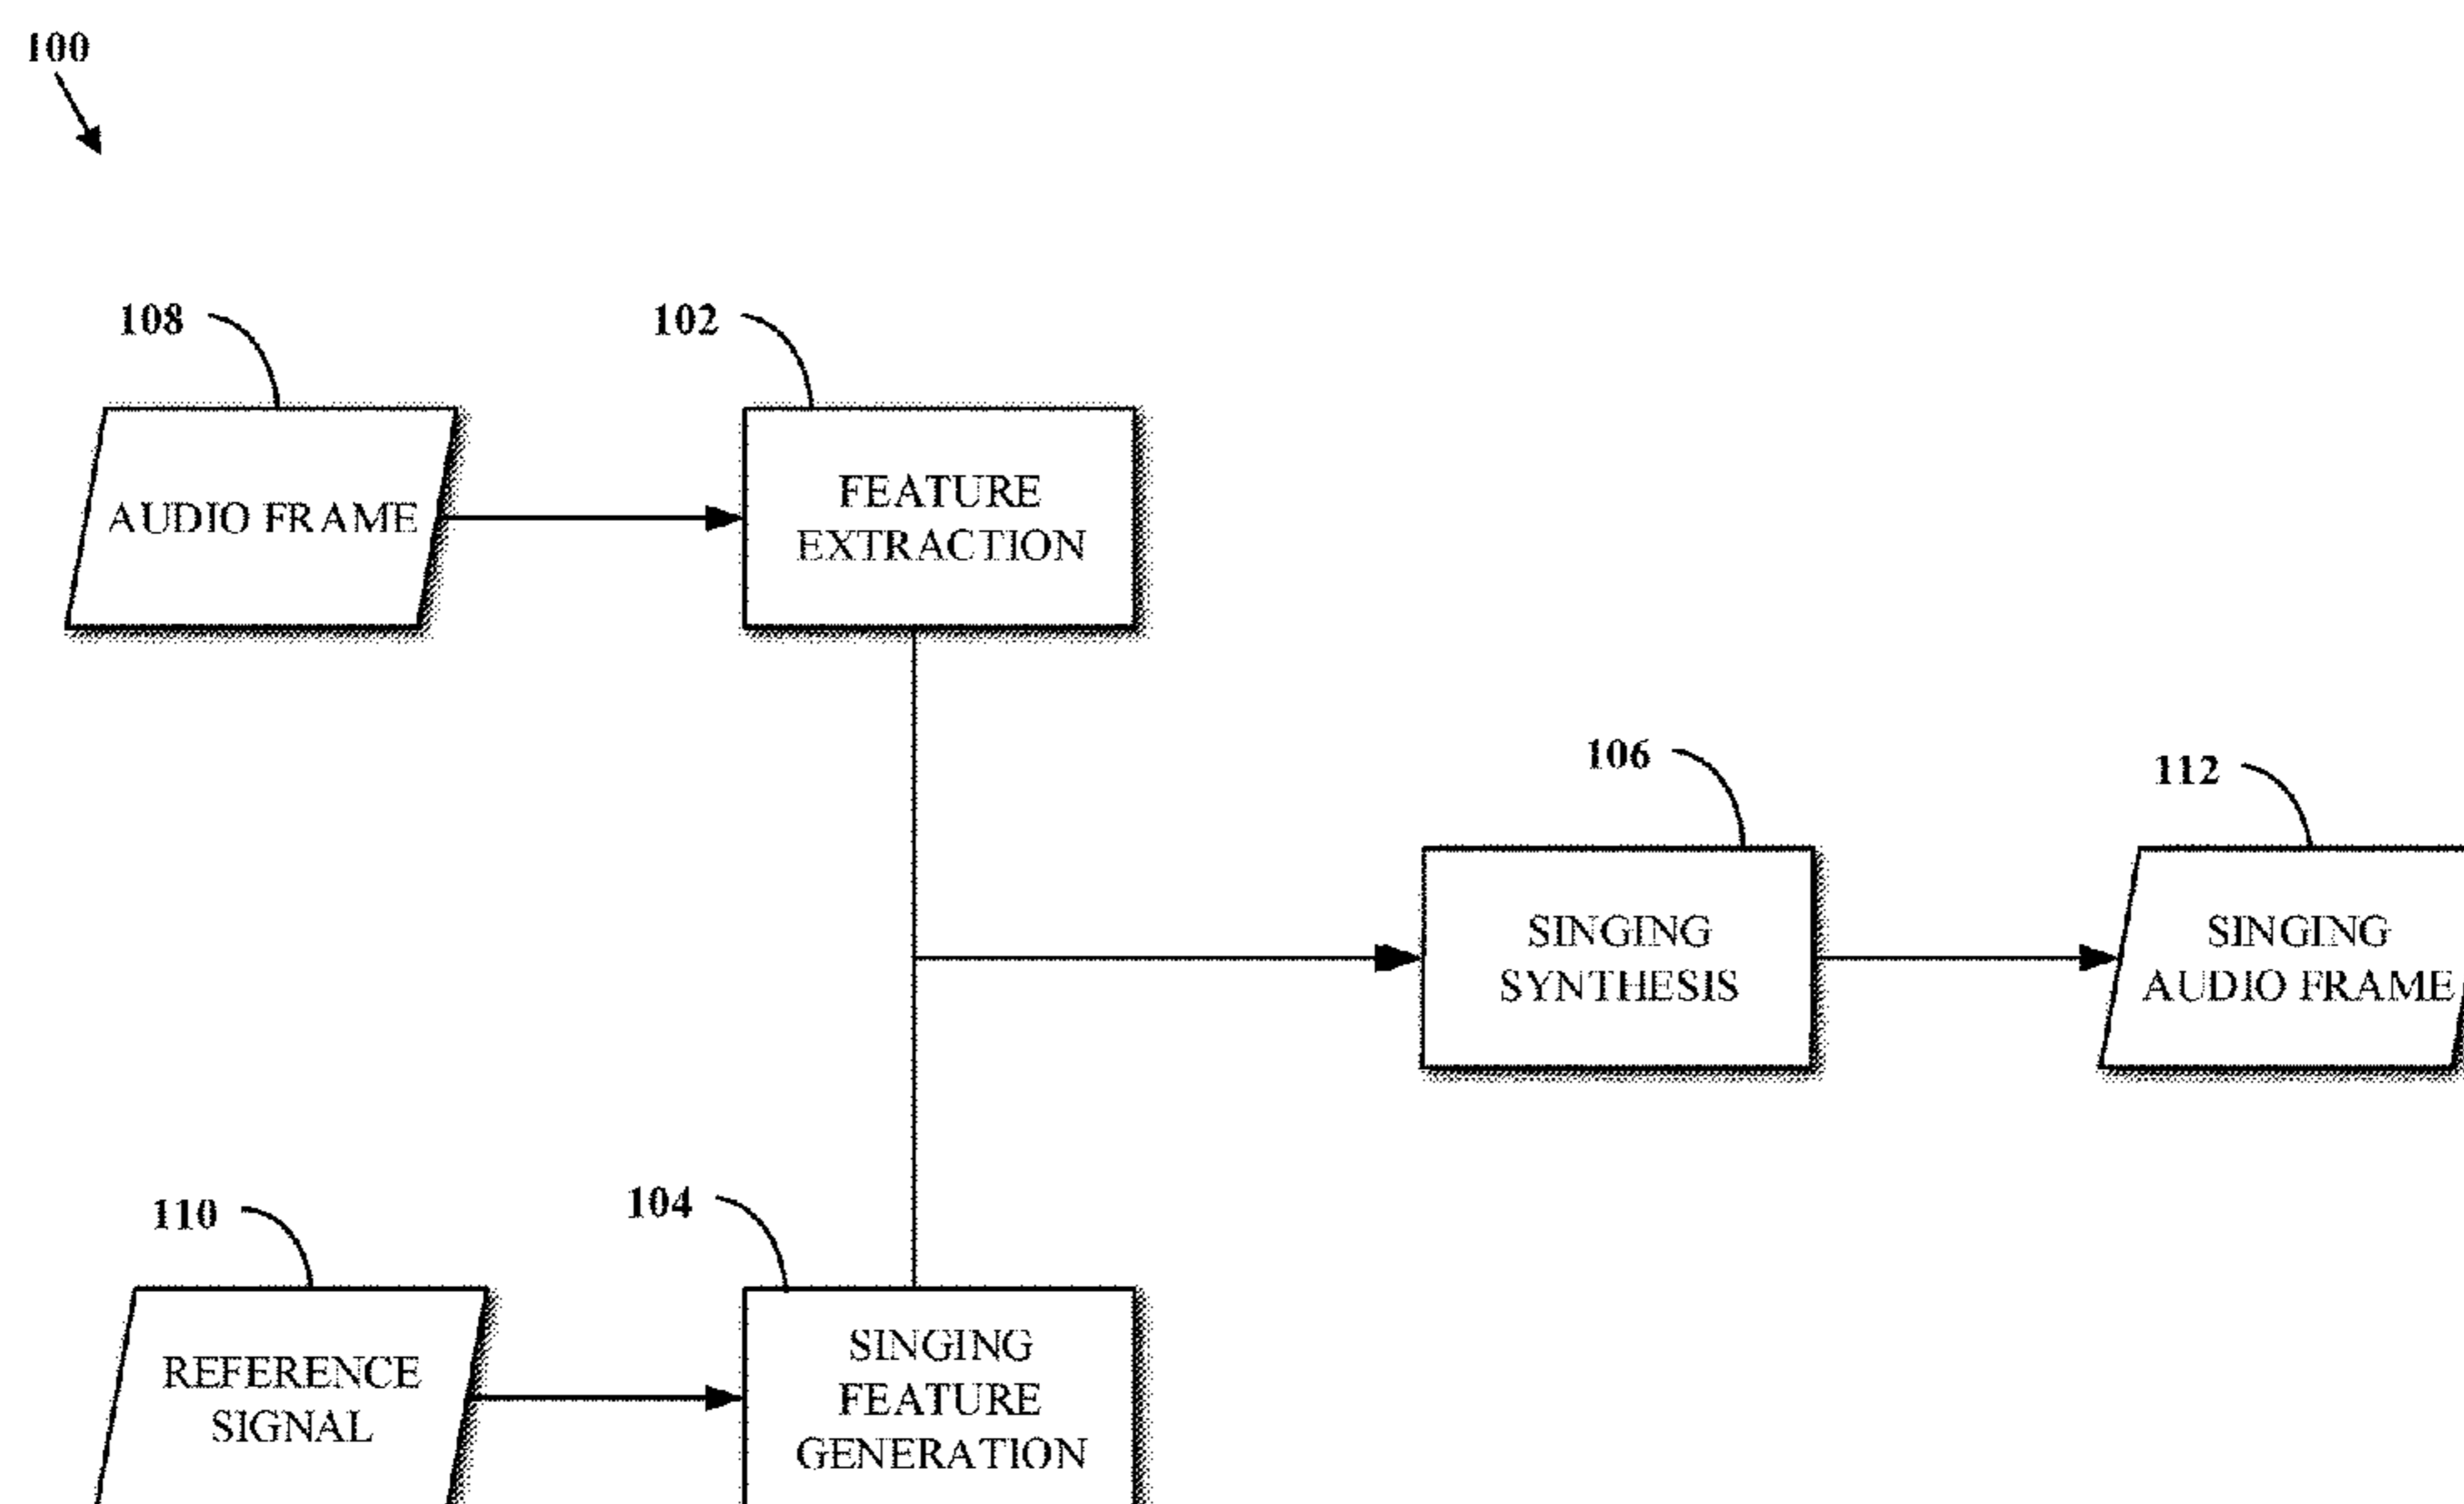 100
108
102
AUDIO FRAME
FEATURE
EXTRACTION
106
112
SINGING
SYNTHESIS
SINGING
AUDIO FRAME
110
104
REFERENCE
SIGNAL
SINGING
FEATURE
GENERATION